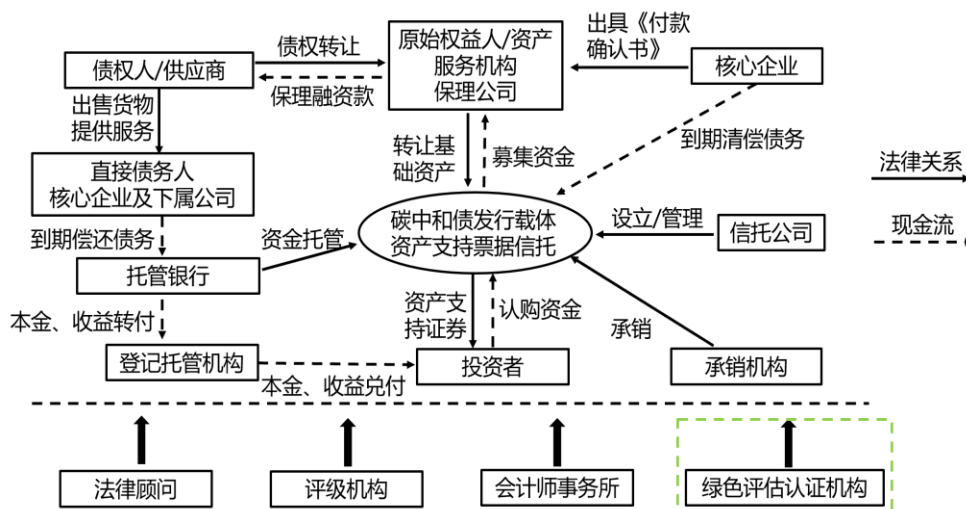 债权人/供应商
债权转让
保理融资款
原始权益人/资产
服务机构
保理公司
出具《付款
确认书》
核心企业
出售货物
提供服务
转让基
础资产
募集资金
到期清偿债务
直接债务人
核心企业及下属公司
法律关系
现金流
到期偿还债务
资金托管
碳中和债发行载体
资产支持票据信托
设立/管理
信托公司
托管银行
本金、收益转付
资产支
持证券
认购资金
承销
登记托管机构
本金、收益兑付
投资者
承销机构
法律顾问
评级机构
会计师事务所
绿色评估认证机构